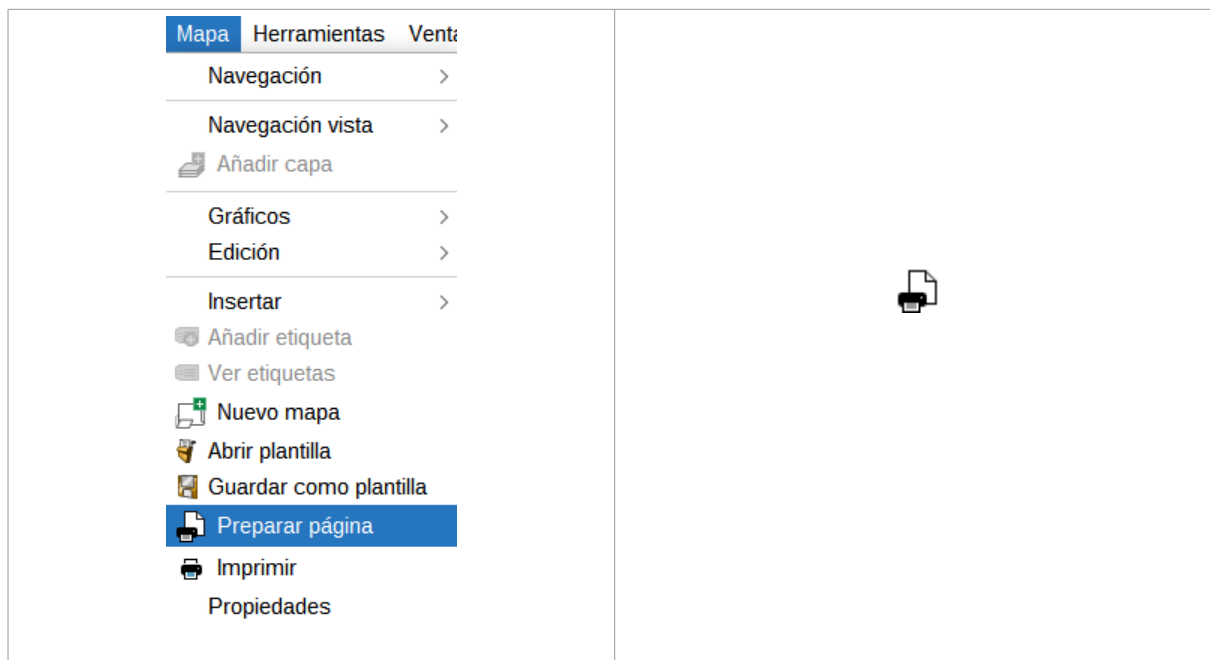 Mapa Herramientas
Navegación
Navegación vista
Añadir capa
Gráficos
Edición
Insertar
Añadir etiqueta
Ver etiquetas
Nuevo mapa
Abrir plantilla
Guardar como plantilla
Preparar página
Imprimir
Propiedades